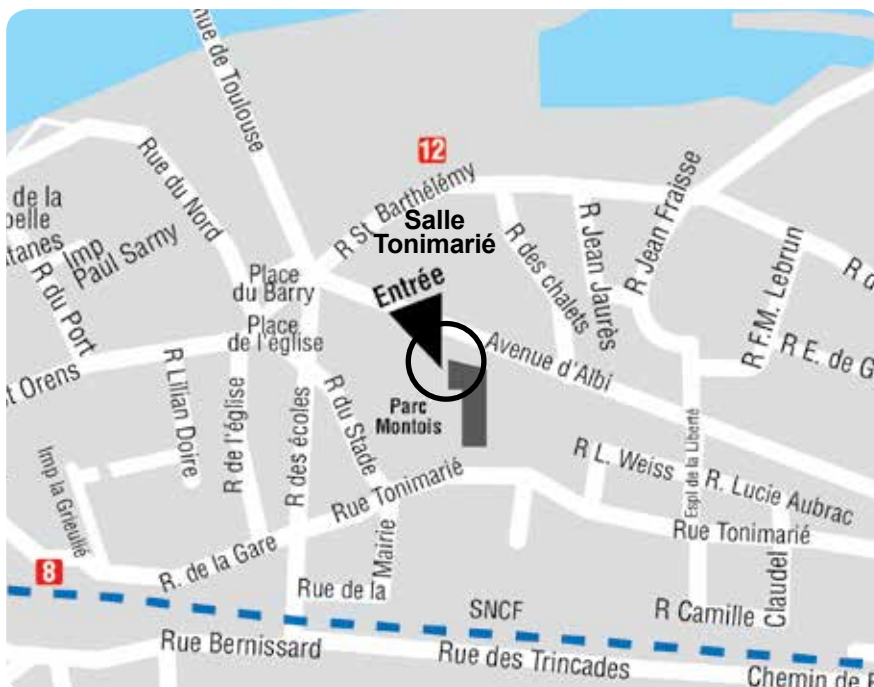 nue de Toulouse
12
R St. Barthélémy
Salle
Tonimarié
Rue du Nord
de la
pelle
tanes
Imp
Paul Sarny
R du Port
Place
du Barry
Entrée
R des chalets
R Jean Jaurès
R Jean Fraisse
R F.M. Lebrun
R d
R E. de G
Place
de l'église
Avenue d'Albi
t Orens
R Lillian Doire
R de l'église
R des écoles
R du Stade
Parc
Montois
Imp la Grieullé
Rue Tonimarié
R L. Weiss
Espl de la Liberté
R. Lucie Aubrac
Rue Tonimarié
8
R. de la Gare
Rue de la
Mairie
SNCF
R Camille
Claudel
Rue Bernissard
Rue des Trincades
Chemin de P